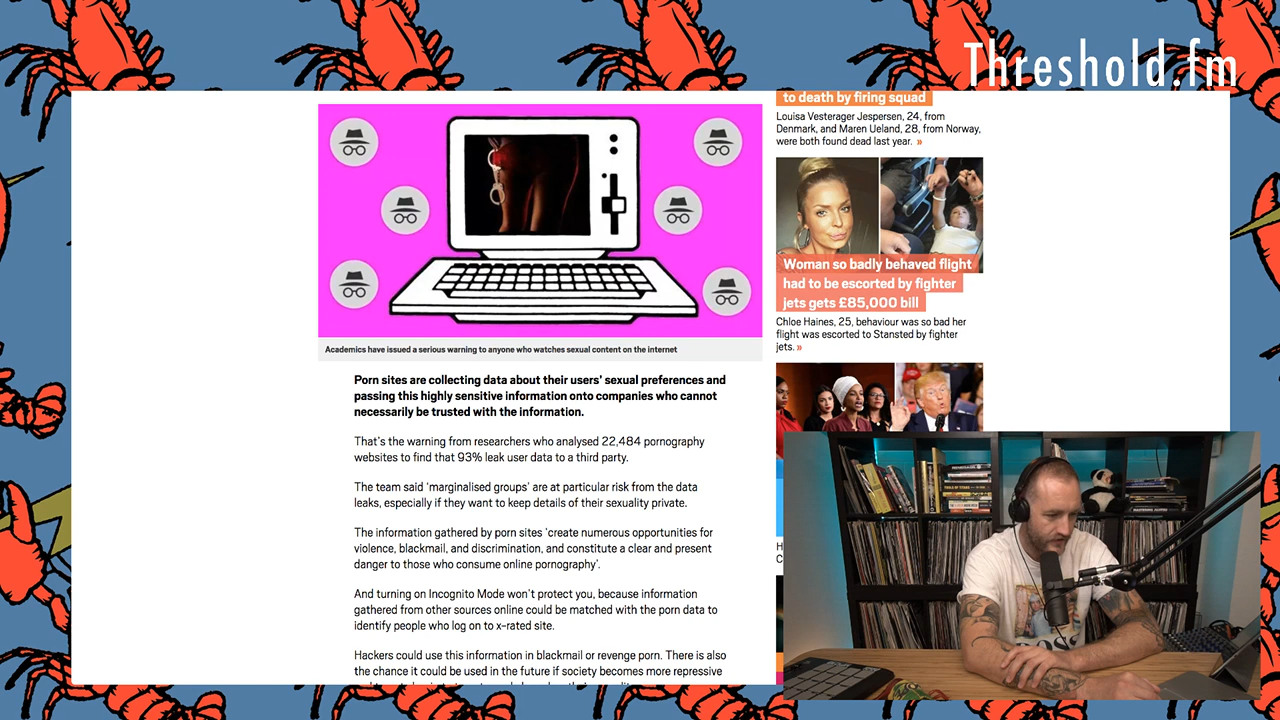 Threshold.fm
Academics have issued a serious warning to anyone who watches sexual content on the internet
Porn sites are collecting data about their users' sexual preferences and
passing this highly sensitive information onto companies who cannot
necessarily be trusted with the information.
That's the warning from researchers who analysed 22,484 pornography
websites to find that 93% leak user data to a third party.
The team said 'marginalised groups' are at particular risk from the data
leaks, especially if they want to keep details of their sexuality private.
The information gathered by porn sites 'create numerous opportunities for
violence, blackmail, and discrimination, and constitute a clear and present
danger to those who consume online pornography'.
And turning on Incognito Mode won't protect you, because information
gathered from other sources online could be matched with the porn data to
identify people who log on to x-rated site.
Hackers could use this information in blackmail or revenge porn. There is also
the chance it could be used in the future if society becomes more repressive
to death by firing squad
Louisa Vesterager Jespersen, 24, from
Denmark, and Maren Ueland, 28, from Norway,
were both found dead last year. »
Woman so badly behaved flight
had to be escorted by fighter
jets gets £85,000 bill
Chloe Haines, 25, behaviour was so bad her
flight was escorted to Stansted by fighter
jets. »